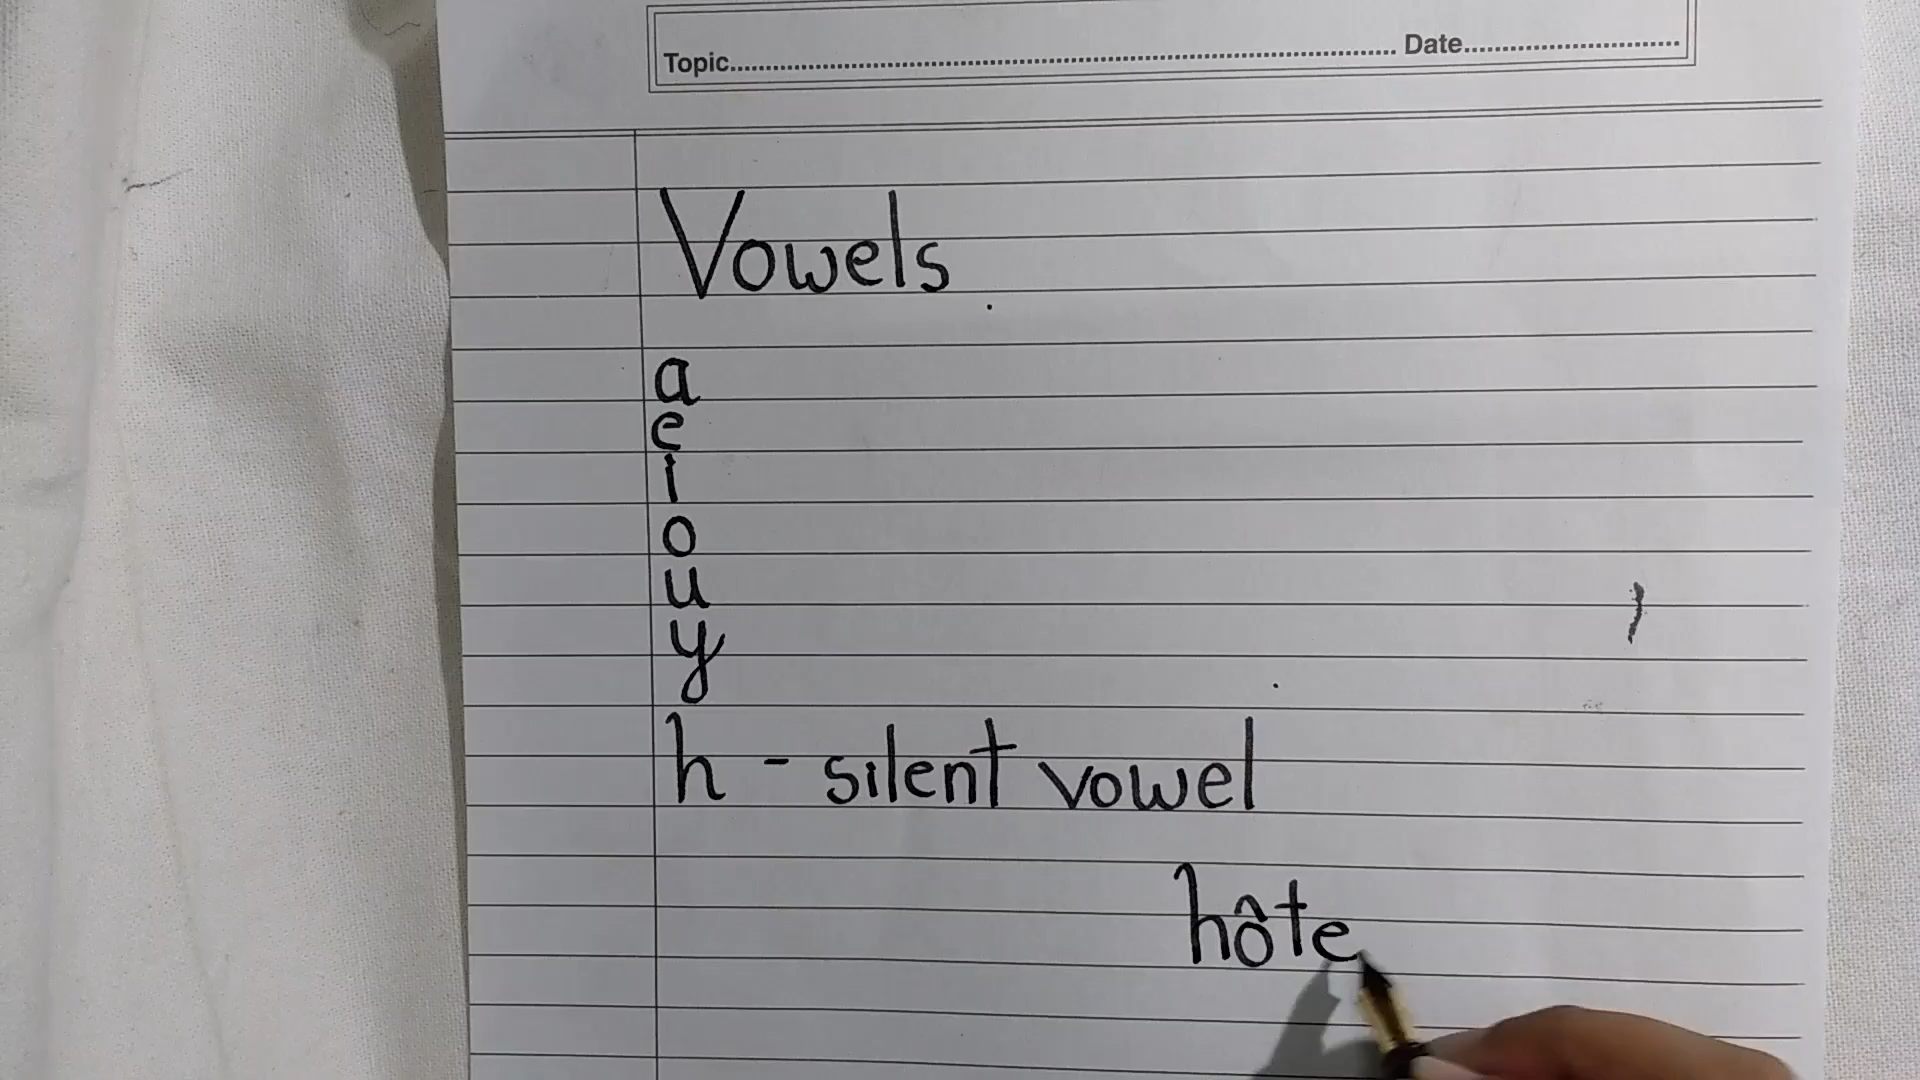 Topic.......... Date..........
Vowels
a
e
i
o
u
y
h - silent vowel
hôte